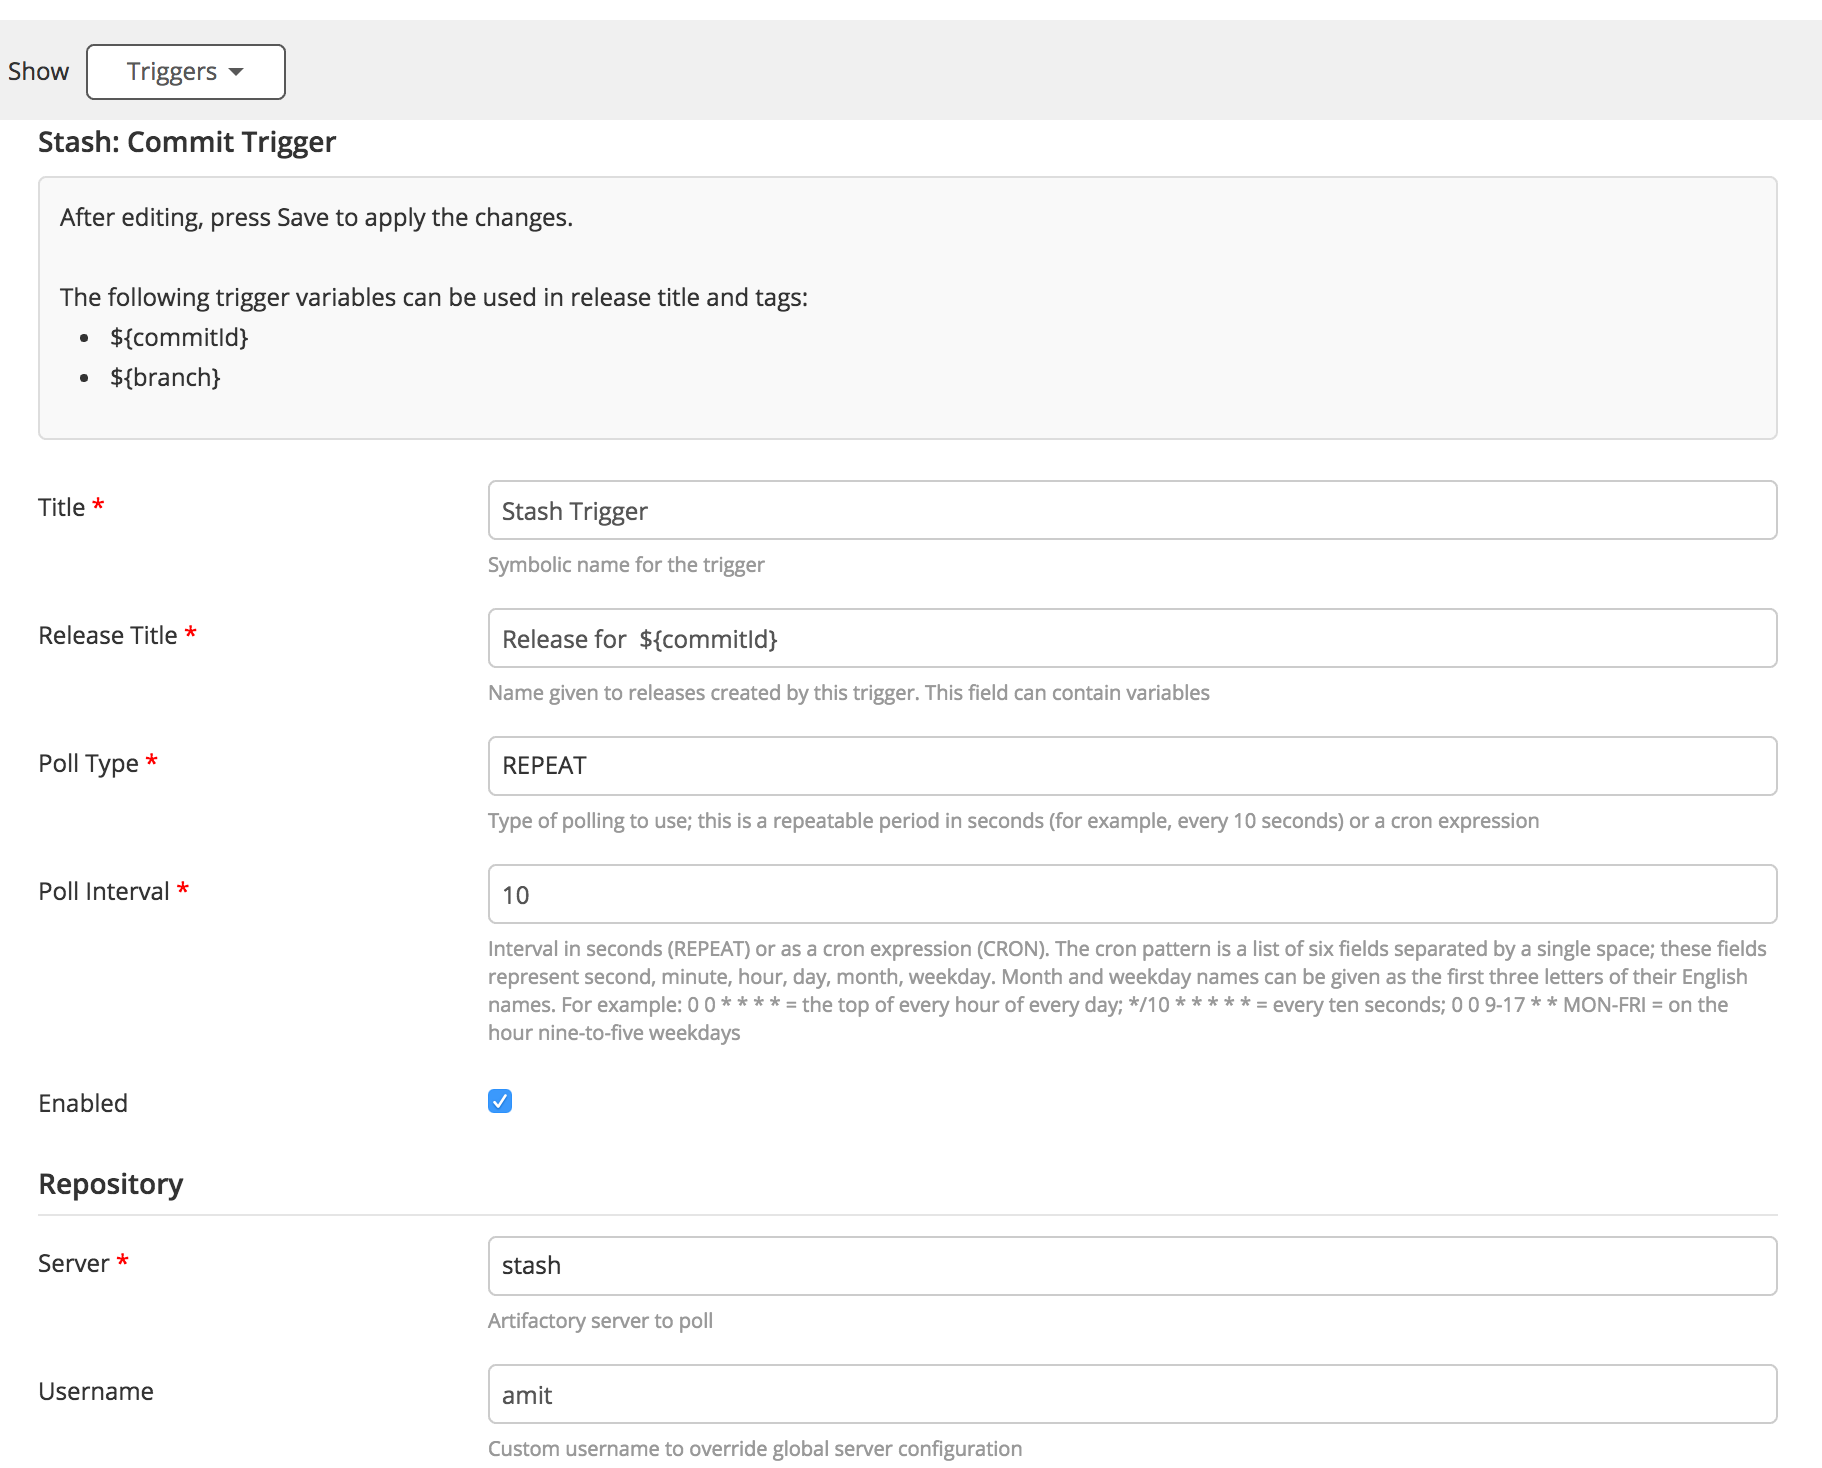 Show Triggers
Stash: Commit Trigger
After editing, press Save to apply the changes.
The following trigger variables can be used in release title and tags:
• ${commitId}
• ${branch}
Title * Stash Trigger
Symbolic name for the trigger
Release Title * Release for  ${commitId}
Name given to releases created by this trigger. This field can contain variables
Poll Type * REPEAT
Type of polling to use; this is a repeatable period in seconds (for example, every 10 seconds) or a cron expression
Poll Interval * 10
Interval in seconds (REPEAT) or as a cron expression (CRON). The cron pattern is a list of six fields separated by a single space; these fields
represent second, minute, hour, day, month, weekday. Month and weekday names can be given as the first three letters of their English
names. For example: 0 0 * * * * = the top of every hour of every day; */10 * * * * * = every ten seconds; 0 0 9-17 * * MON-FRI = on the
hour nine-to-five weekdays
Enabled
Repository
Server * stash
Artifactory server to poll
Username amit
Custom username to override global server configuration